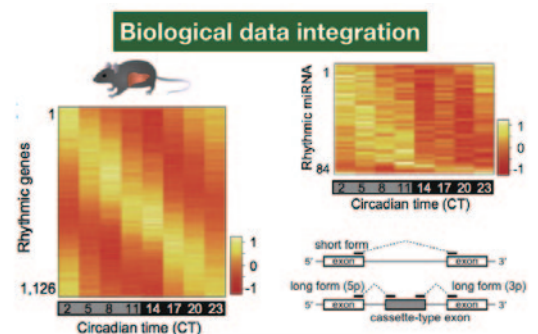 Biological data integration
1
Rhythmic genes
1,126
1
0
-1
2 5 8 11 14 17 20 23
Circadian time (CT)
1
Rhythmic miRNA
84
1
0
-1
2 5 8 11 14 17 20 23
Circadian time (CT)
short form
5' exon exon 3'
long form (5p) long form (3p)
5' exon exon 3'
cassette-type exon